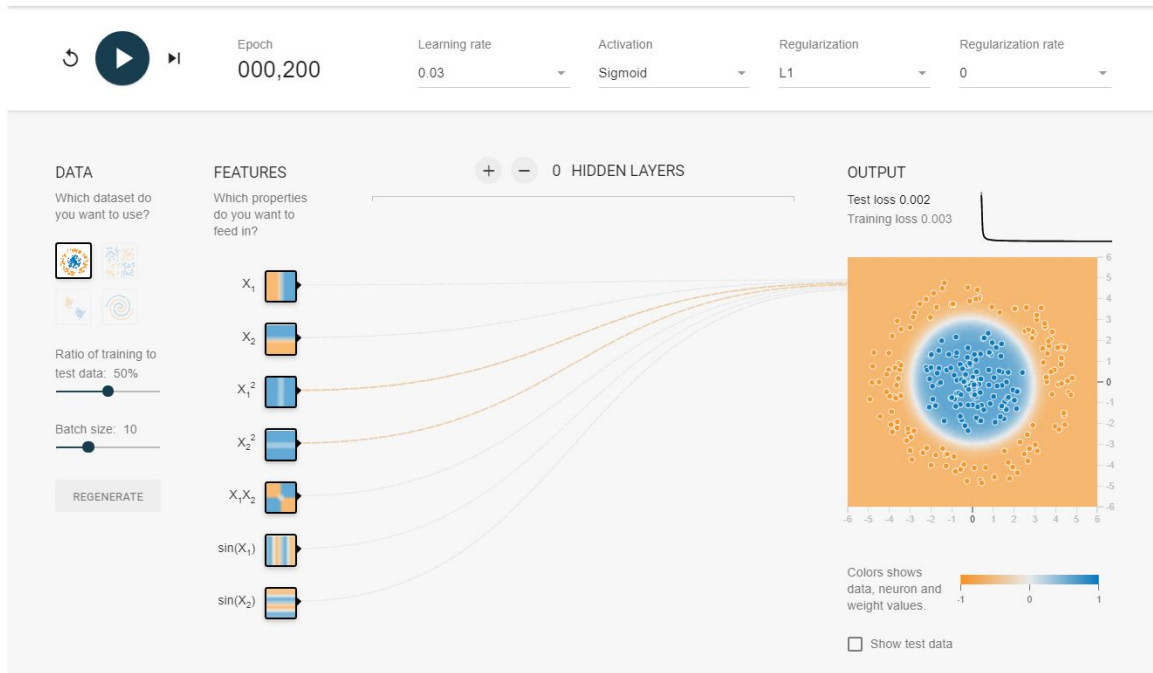 Epoch
000,200
Learning rate
0.03
Activation
Sigmoid
Regularization
L1
Regularization rate
0
DATA
Which dataset do
you want to use?
Ratio of training to
test data: 50%
Batch size: 10
REGENERATE
FEATURES
Which properties
do you want to
feed in?
X₁
X₂
X₁²
X₂²
X₁X₂
sin(X₁)
sin(X₂)
+ − 0 HIDDEN LAYERS
OUTPUT
Test loss 0.002
Training loss 0.003
6
5
4
3
2
1
0
-1
-2
-3
-4
-5
-6
-6 -5 -4 -3 -2 -1 0 1 2 3 4 5 6
Colors shows
data, neuron and
weight values.
-1 0 1
Show test data